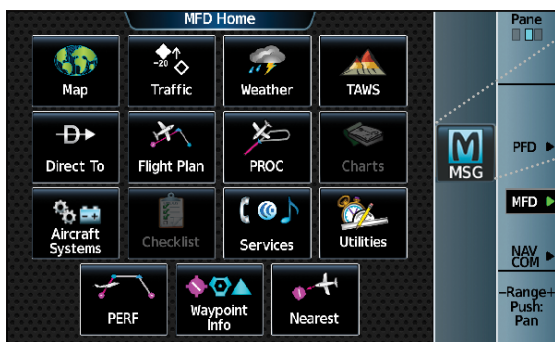 MFD Home
Pane
-20
Map
Traffic
Weather
TAWS
Direct To
Flight Plan
PROC
Charts
MSG
PFD
MFD
NAV
COM
Aircraft
Systems
Checklist
Services
Utilities
PERF
Waypoint
Info
Nearest
-Range+
Push:
Pan